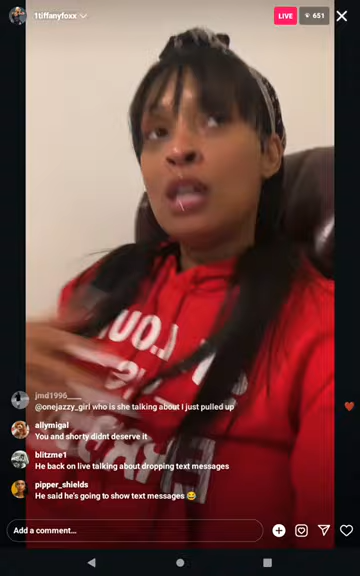 1tiffanyfoxx
LIVE
651
jmd1996____
@onejazzy_girl who is she talking about I just pulled up
allymigal
You and shorty didnt deserve it
blitzme1
He back on live talking about dropping text messages
pipper_shields
He said he's going to show text messages 😂
Add a comment...